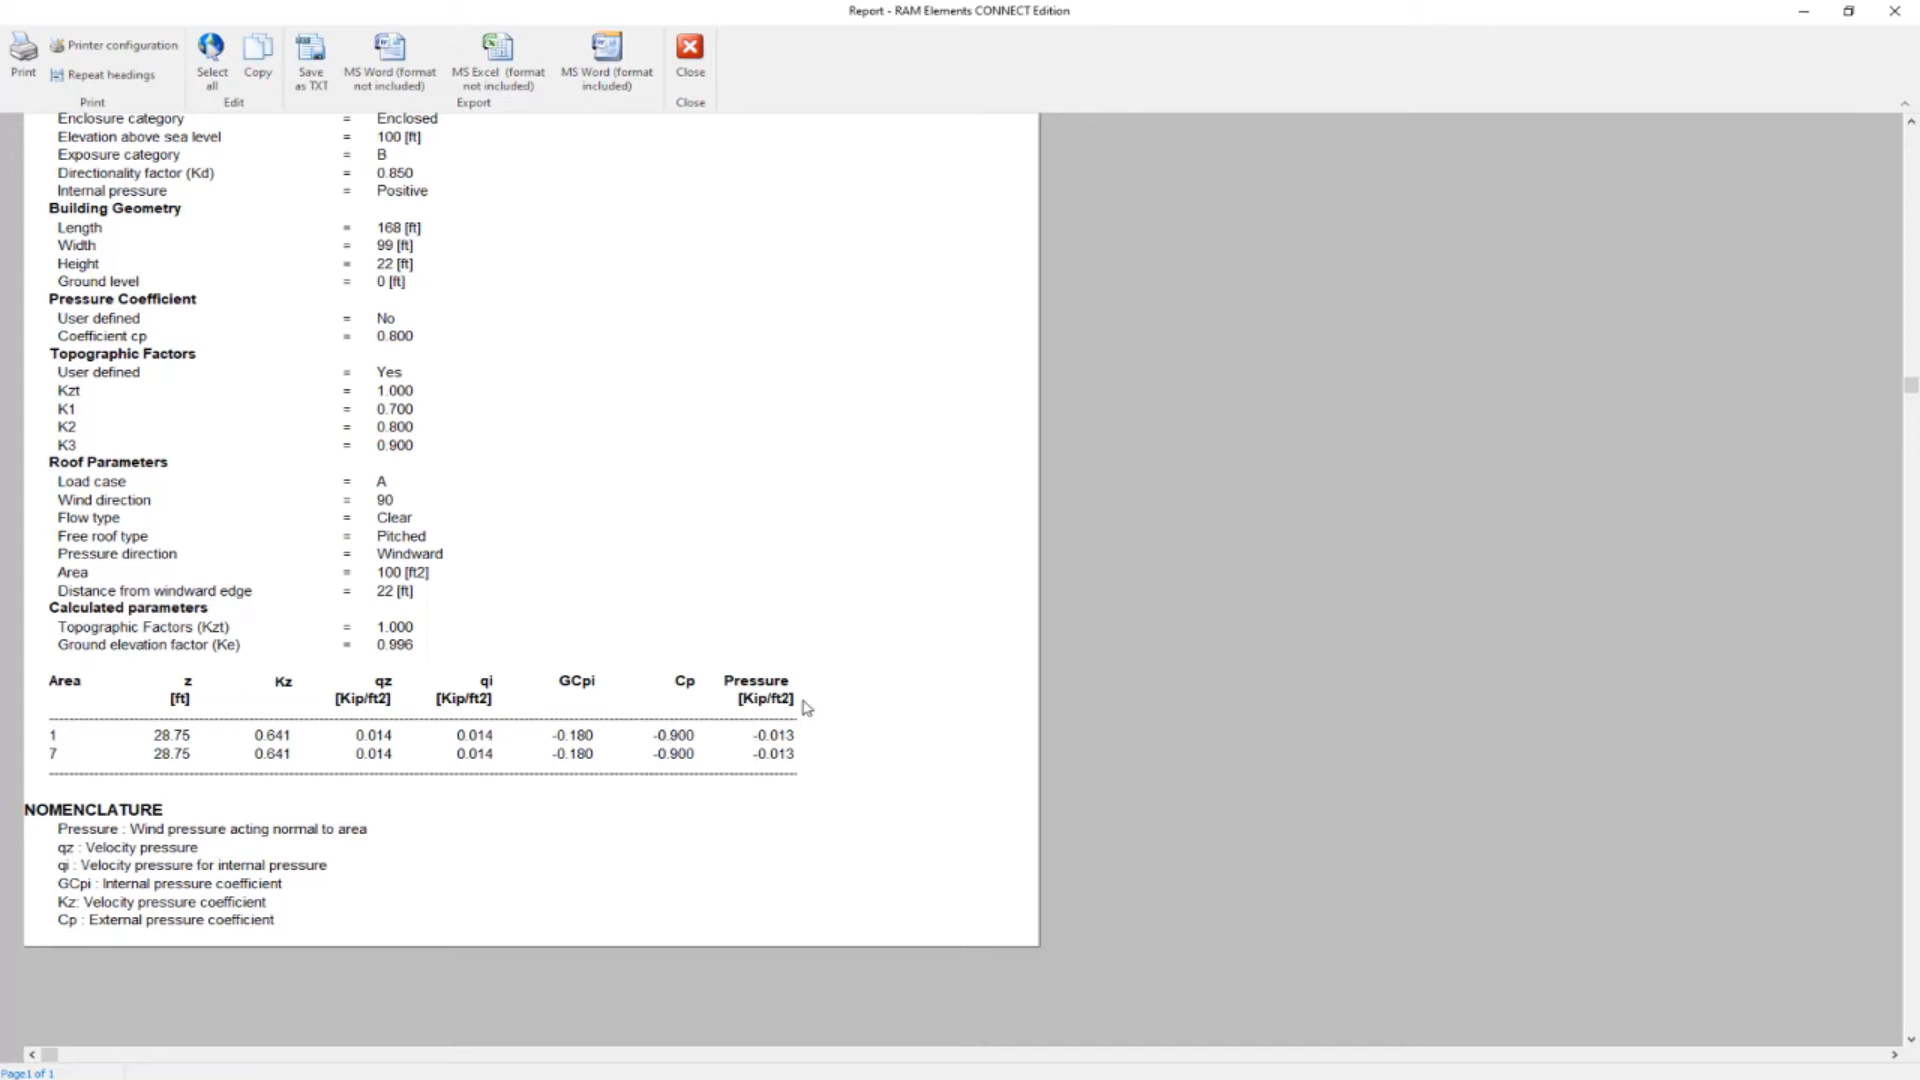 Report - RAM Elements CONNECT Edition
Print
Printer configuration
Repeat headings
Select all
Copy
Save as TXT
MS Word (format not included)
MS Excel (format not included)
MS Word (format included)
Close
Print Edit Export Close
Enclosure category = Enclosed
Elevation above sea level = 100 [ft]
Exposure category = B
Directionality factor (Kd) = 0.850
Internal pressure = Positive
Building Geometry
Length = 168 [ft]
Width = 99 [ft]
Height = 22 [ft]
Ground level = 0 [ft]
Pressure Coefficient
User defined = No
Coefficient cp = 0.800
Topographic Factors
User defined = Yes
Kzt = 1.000
K1 = 0.700
K2 = 0.800
K3 = 0.900
Roof Parameters
Load case = A
Wind direction = 90
Flow type = Clear
Free roof type = Pitched
Pressure direction = Windward
Area = 100 [ft2]
Distance from windward edge = 22 [ft]
Calculated parameters
Topographic Factors (Kzt) = 1.000
Ground elevation factor (Ke) = 0.996
Area z Kz qz qi GCpi Cp Pressure
[ft] [Kip/ft2] [Kip/ft2] [Kip/ft2]
1 28.75 0.641 0.014 0.014 -0.180 -0.900 -0.013
7 28.75 0.641 0.014 0.014 -0.180 -0.900 -0.013
NOMENCLATURE
Pressure : Wind pressure acting normal to area
qz : Velocity pressure
qi : Velocity pressure for internal pressure
GCpi : Internal pressure coefficient
Kz: Velocity pressure coefficient
Cp : External pressure coefficient
Page1 of 1